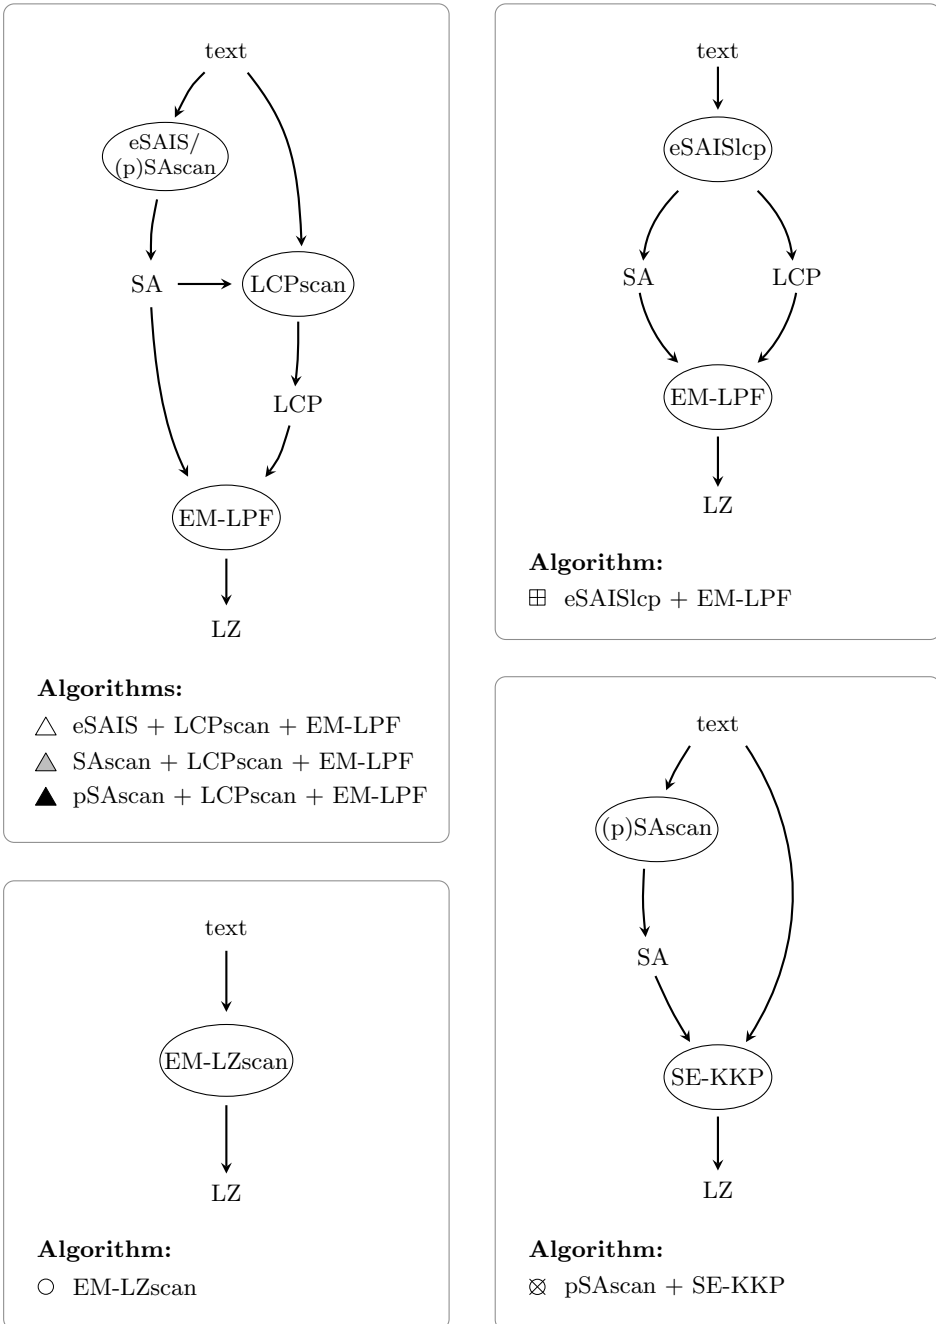 text
eSAIS/
(p)SAscan
SA
LCPscan
LCP
EM-LPF
LZ
Algorithms:
eSAIS + LCPscan + EM-LPF
SAscan + LCPscan + EM-LPF
pSAscan + LCPscan + EM-LPF
text
eSAISlcp
SA
LCP
EM-LPF
LZ
Algorithm:
eSAISlcp + EM-LPF
text
EM-LZscan
LZ
Algorithm:
EM-LZscan
text
(p)SAscan
SA
SE-KKP
LZ
Algorithm:
pSAscan + SE-KKP